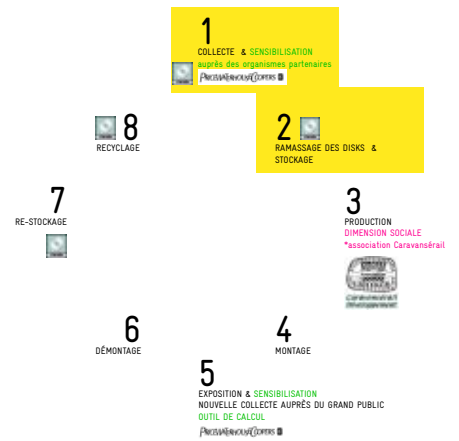 1
COLLECTE & SENSIBILISATION
auprès des organismes partenaires
PRICEWATERHOUSECOOPERS
2
RAMASSAGE DES DISKS &
STOCKAGE
3
PRODUCTION
DIMENSION SOCIALE
*association Caravansérail
caravansérail
développement
4
MONTAGE
5
EXPOSITION & SENSIBILISATION
NOUVELLE COLLECTE AUPRÈS DU GRAND PUBLIC
OUTIL DE CALCUL
PRICEWATERHOUSECOOPERS
6
DÉMONTAGE
7
RE-STOCKAGE
8
RECYCLAGE